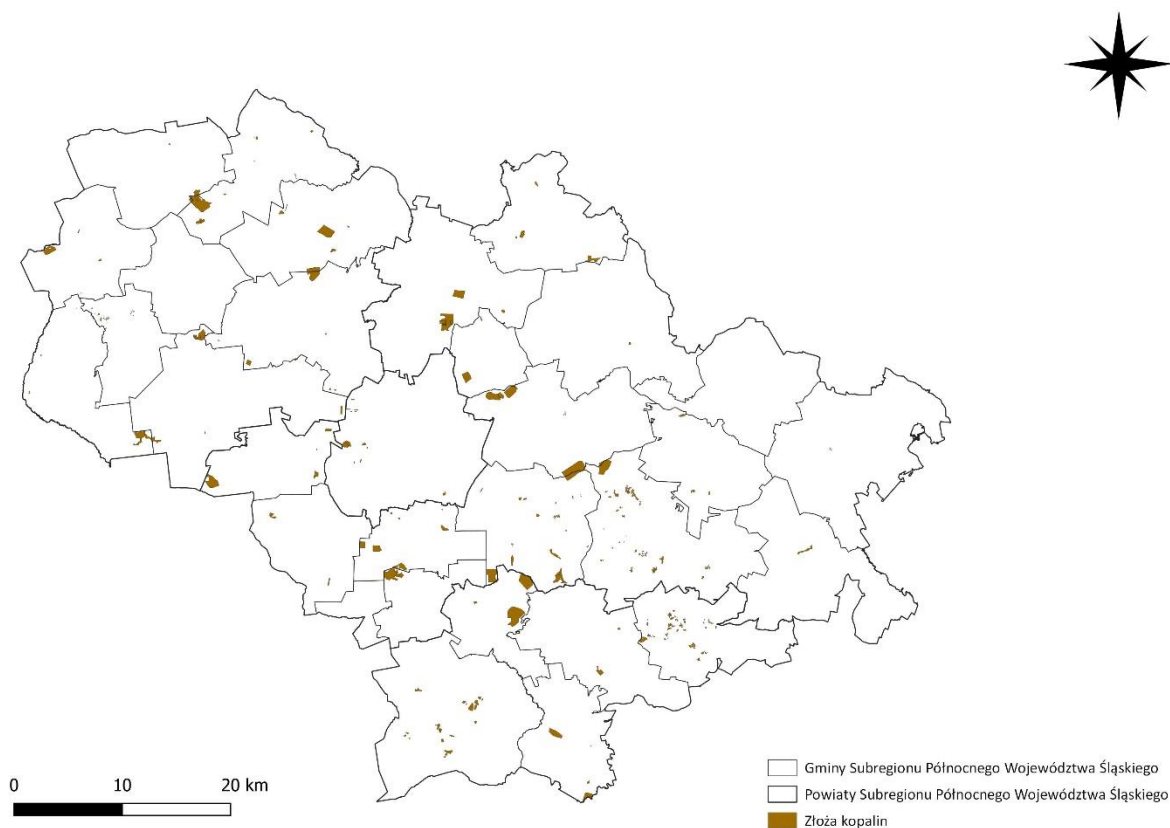 0 10 20 km
Gminy Subregionu Północnego Województwa Śląskiego
Powiaty Subregionu Północnego Województwa Śląskiego
Złoża kopalin